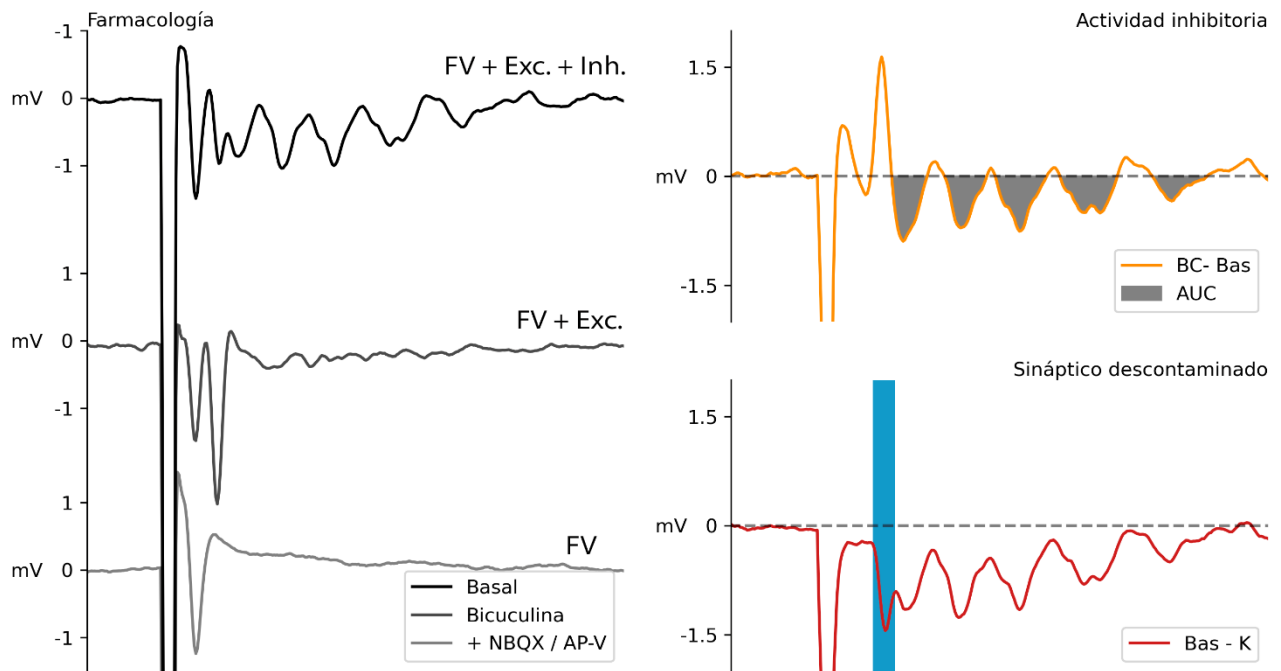 Farmacología
-1
FV + Exc. + Inh.
mV 0
-1
1
FV + Exc.
mV 0
-1
1
FV
mV 0
-1
Basal
Bicuculina
+ NBQX / AP-V
Actividad inhibitoria
1.5
mV 0
-1.5
BC- Bas
AUC
Sináptico descontaminado
1.5
mV 0
-1.5
Bas - K